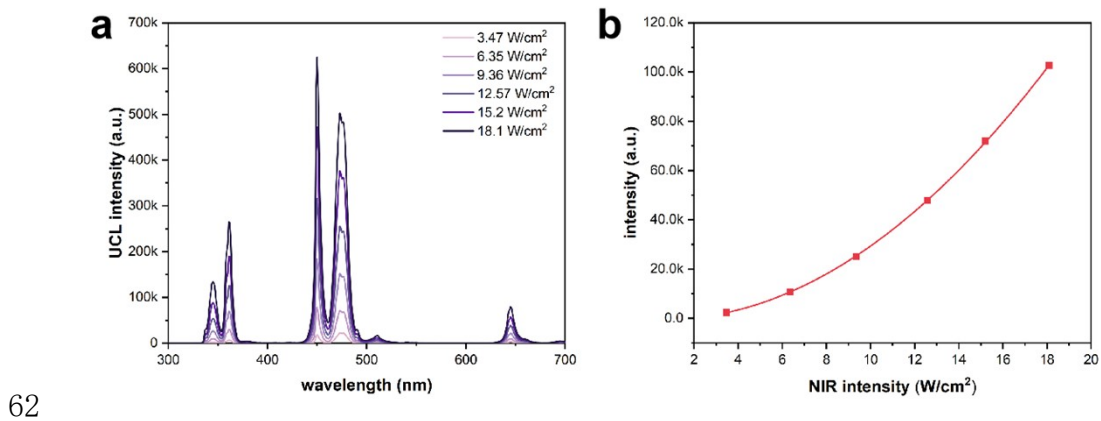 a
700k
600k
500k
400k
300k
200k
100k
0
UCL intensity (a.u.)
300
400
500
600
700
wavelength (nm)
3.47 W/cm²
6.35 W/cm²
9.36 W/cm²
12.57 W/cm²
15.2 W/cm²
18.1 W/cm²
b
120.0k
100.0k
80.0k
60.0k
40.0k
20.0k
0.0
intensity (a.u.)
2
4
6
8
10
12
14
16
18
20
NIR intensity (W/cm²)
62